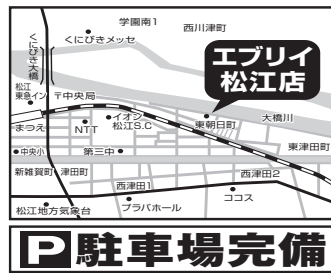 学園南1
西川津町
くにびきメッセ
くにびき大橋
エブリイ
松江店
松江
東急イン
〒中央局
イオン
松江S.C
東朝日町
大橋川
まつえ
NTT
東津田町
中央小
第三中
新雑賀町
津田町
西津田1
西津田2
松江地方気象台
プラバホール
ココス
P駐車場完備